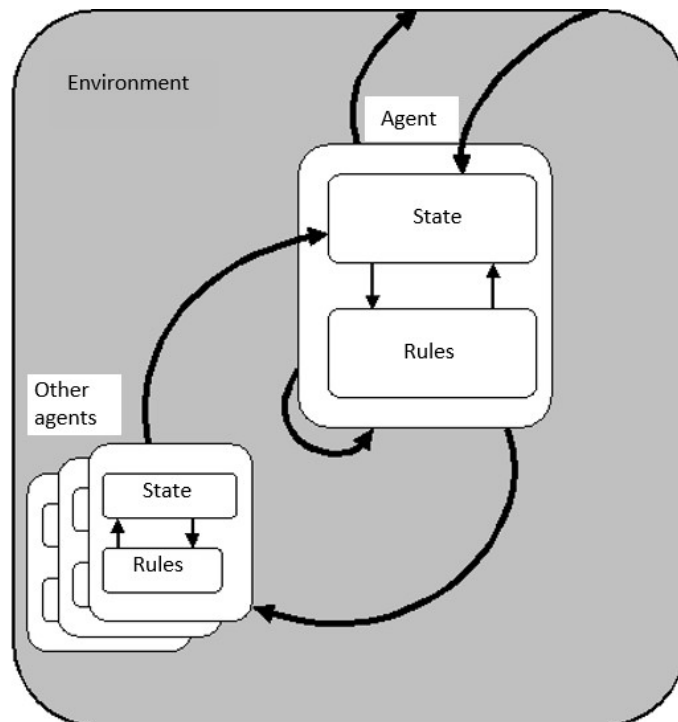 Environment
Agent
State
Rules
Other
agents
State
Rules